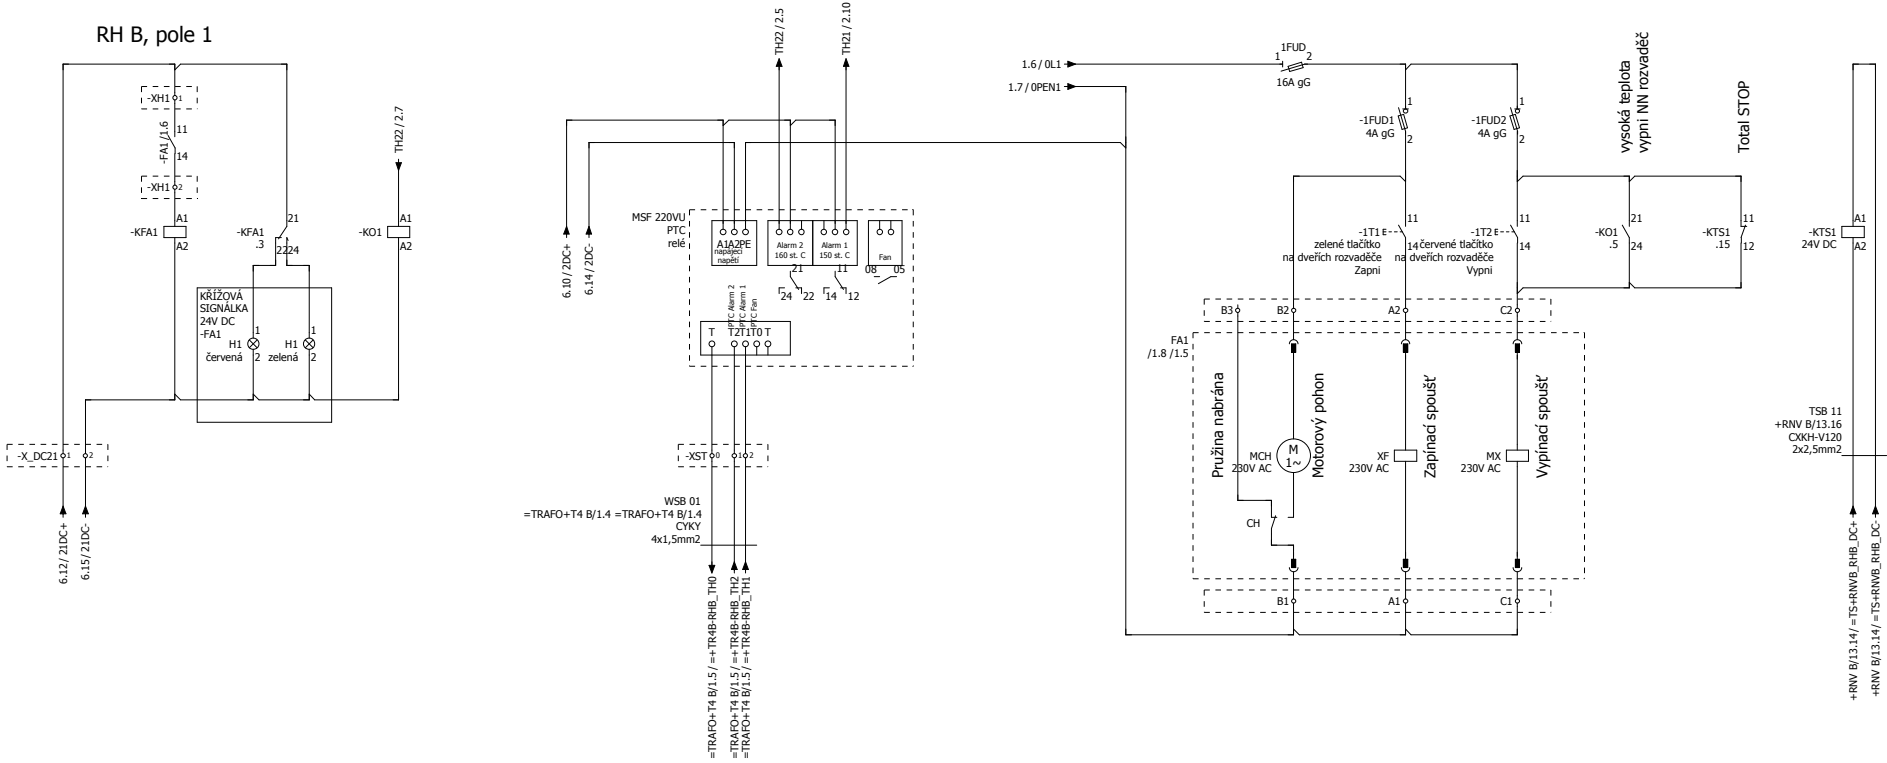 RH B, pole 1
-XH1
1
11
-FA1/1.6
14
-XH1
2
A1
-KFA1
A2
21
-KFA1
.3
22
24
TH22 / 2.7
A1
-KO1
A2
KŘÍŽOVÁ
SIGNÁLKA
24V DC
-FA1
1
H1
červená
2
1
H1
zelená
2
-X_DC21
1
2
6.12 / 21DC+
6.15 / 21DC-
TH22 / 2.5
TH21 / 2.10
6.10 / 2DC+
6.14 / 2DC-
MSF 220VU
PTC
relé
A1
A2
PE
napájecí
napětí
Alarm 2
160 st. C
Alarm 1
150 st. C
Fan
21
24
22
11
14
12
08
05
PTC Alarm 2
PTC Alarm 1
PTC Fan
T
T2
T1
T0
T
-XST
0
1
2
WSB 01
=TRAFO+T4 B/1.4 =TRAFO+T4 B/1.4
CYKY
4x1,5mm2
=TRAFO+T4 B/1.5 / =+TR4B-RHB_TH0
=TRAFO+T4 B/1.5 / =+TR4B-RHB_TH2
=TRAFO+T4 B/1.5 / =+TR4B-RHB_TH1
1.6 / 0L1
1.7 / 0PEN1
1FUD
1
2
16A gG
1
-1FUD1
4A gG
2
1
-1FUD2
4A gG
2
vysoká teplota
vypni NN rozvaděč
Total STOP
11
-1T1
14
zelené tlačítko
na dveřích rozvaděče
Zapni
11
-1T2
14
červené tlačítko
na dveřích rozvaděče
Vypni
21
-KO1
.5
24
11
-KTS1
.15
12
A1
-KTS1
24V DC
A2
B3
B2
A2
C2
FA1
/1.8 /1.5
Pružina nabrána
M
1~
MCH
230V AC
Motorový pohon
XF
230V AC
Zapínací spoušť
MX
230V AC
Vypínací spoušť
CH
B1
A1
C1
TSB 11
+RNV B/13.16
CXKH-V120
2x2,5mm2
+RNV B/13.14 / =TS+RNVB_RHB_DC+
+RNV B/13.14 / =TS+RNVB_RHB_DC-